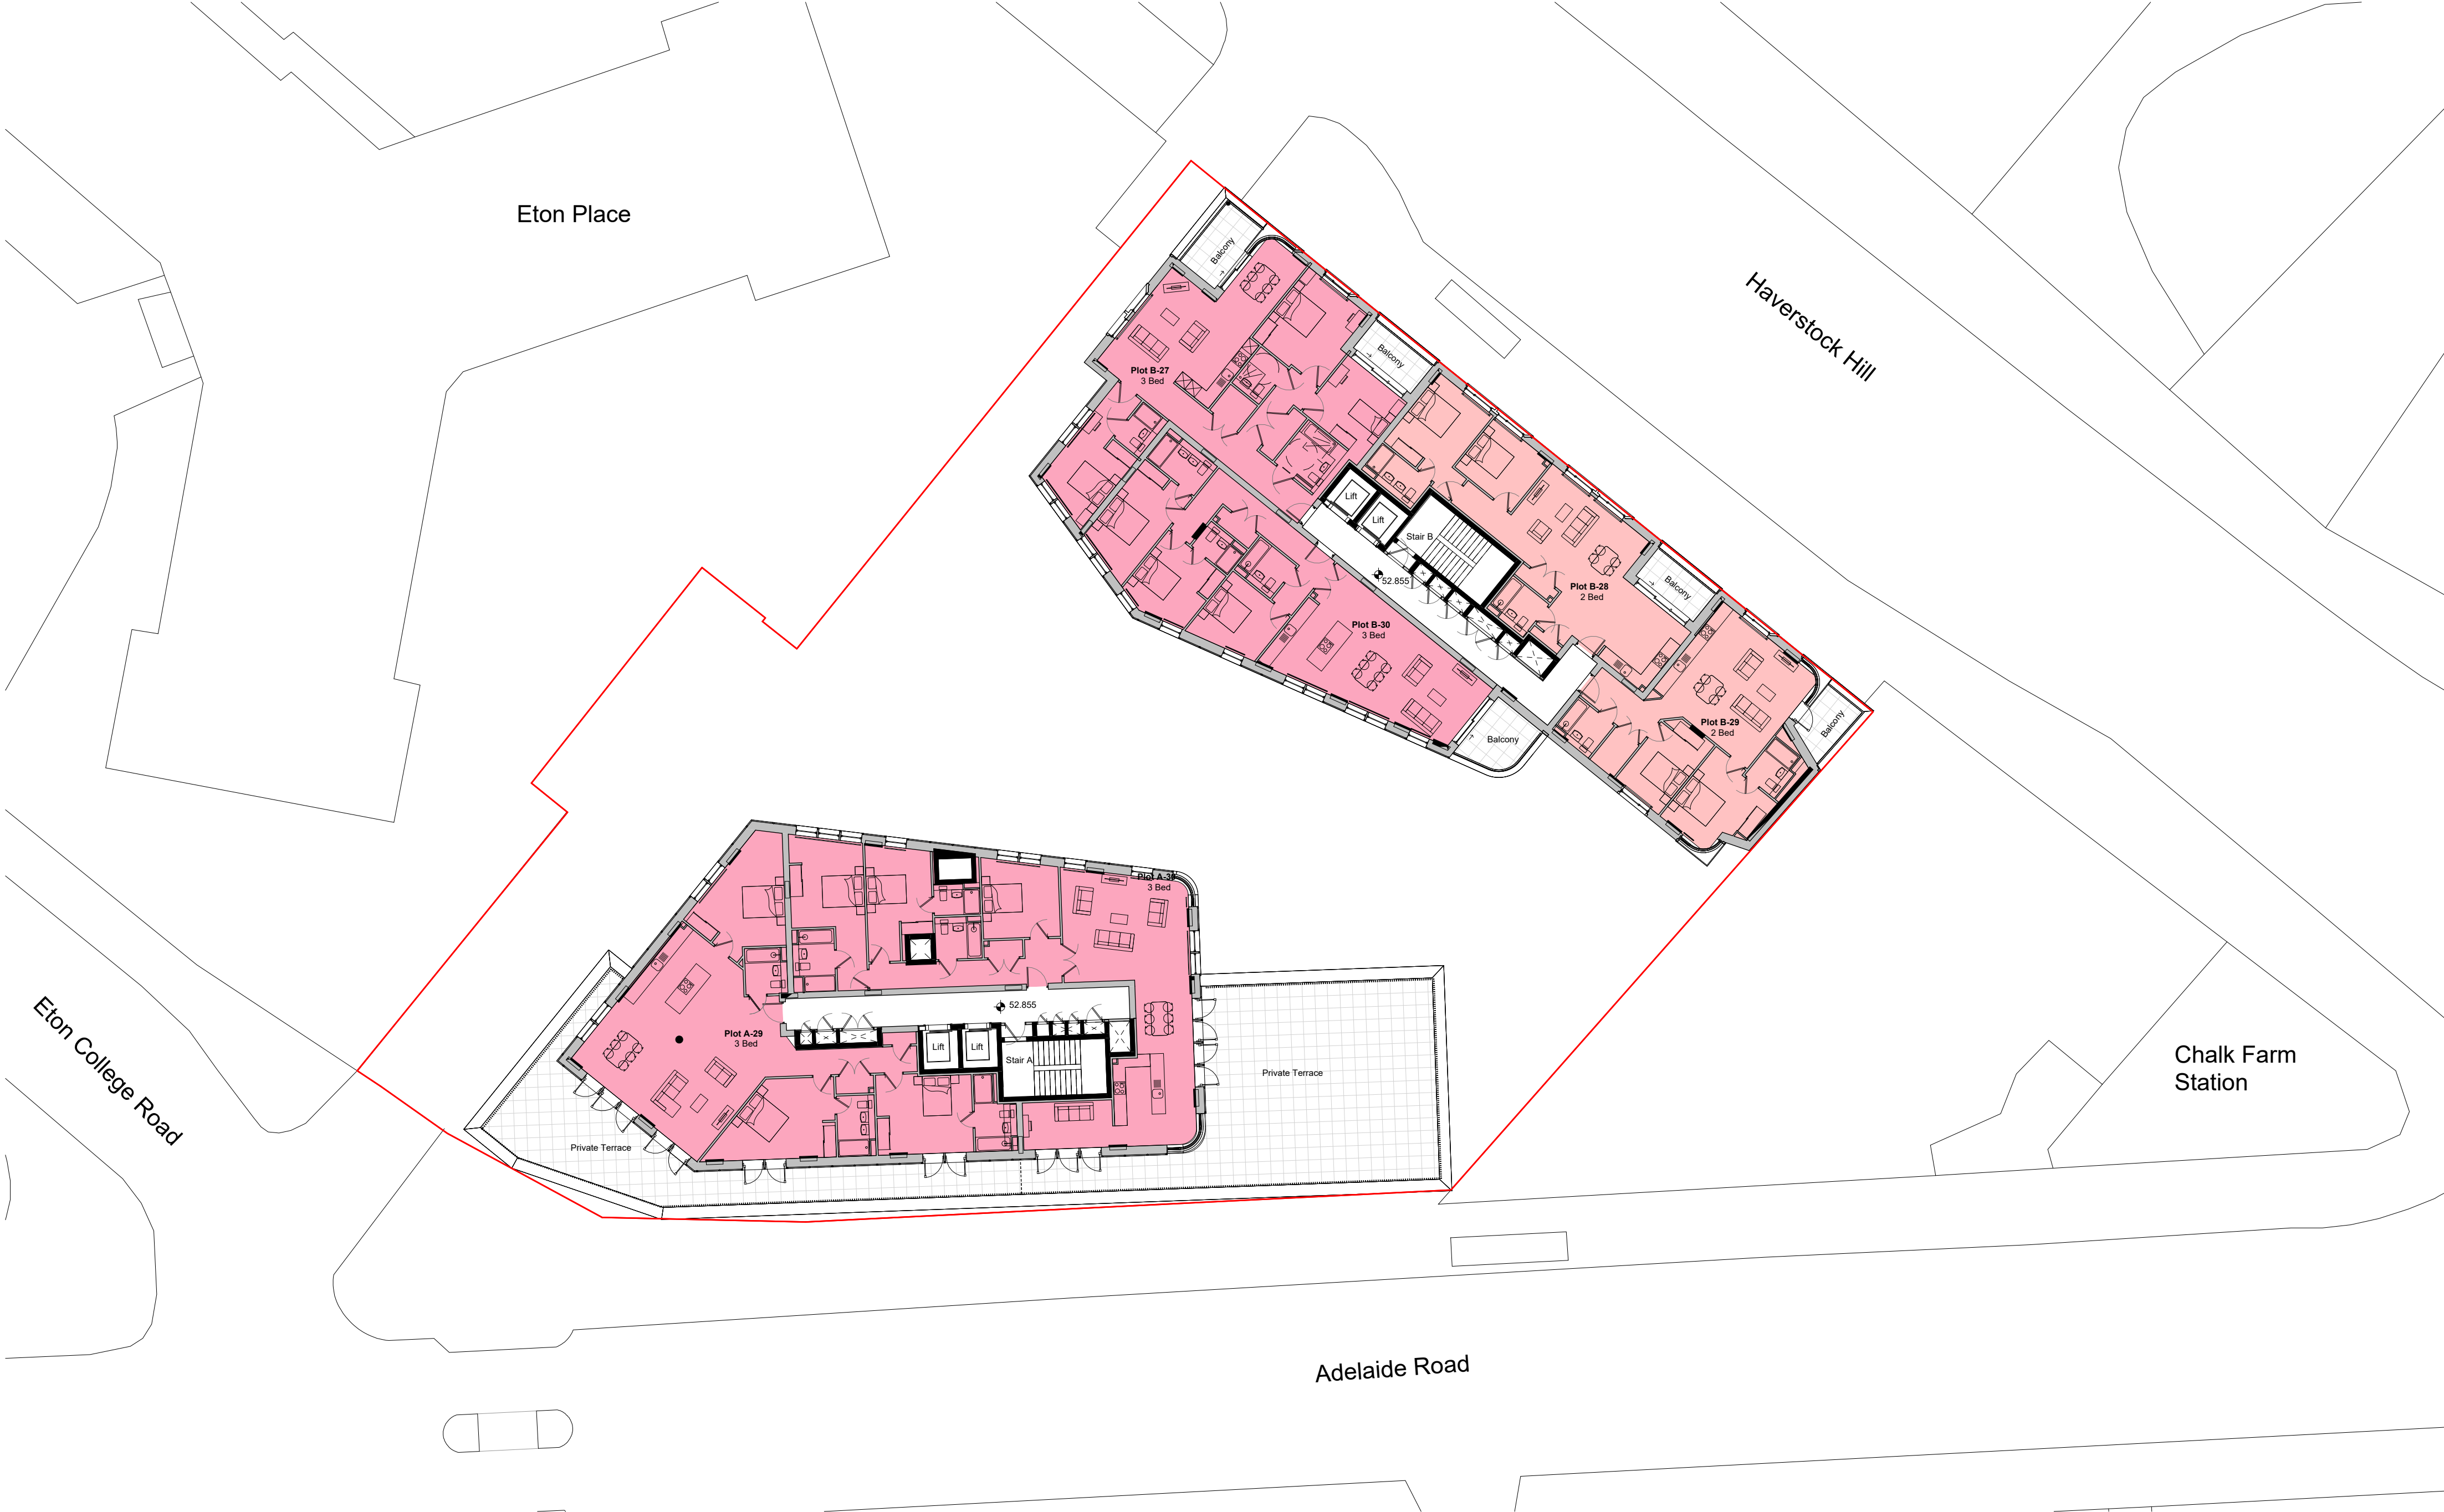 Eton Place
Haverstock Hill
Balcony
Balcony
Plot B-27
3 Bed
Lift
Lift
Stair B
52.855
Balcony
Plot B-28
2 Bed
Plot B-30
3 Bed
Plot B-29
2 Bed
Balcony
Balcony
Plot A-30
3 Bed
52.855
Plot A-29
3 Bed
Lift
Lift
Stair A
Private Terrace
Private Terrace
Eton College Road
Chalk Farm
Station
Adelaide Road